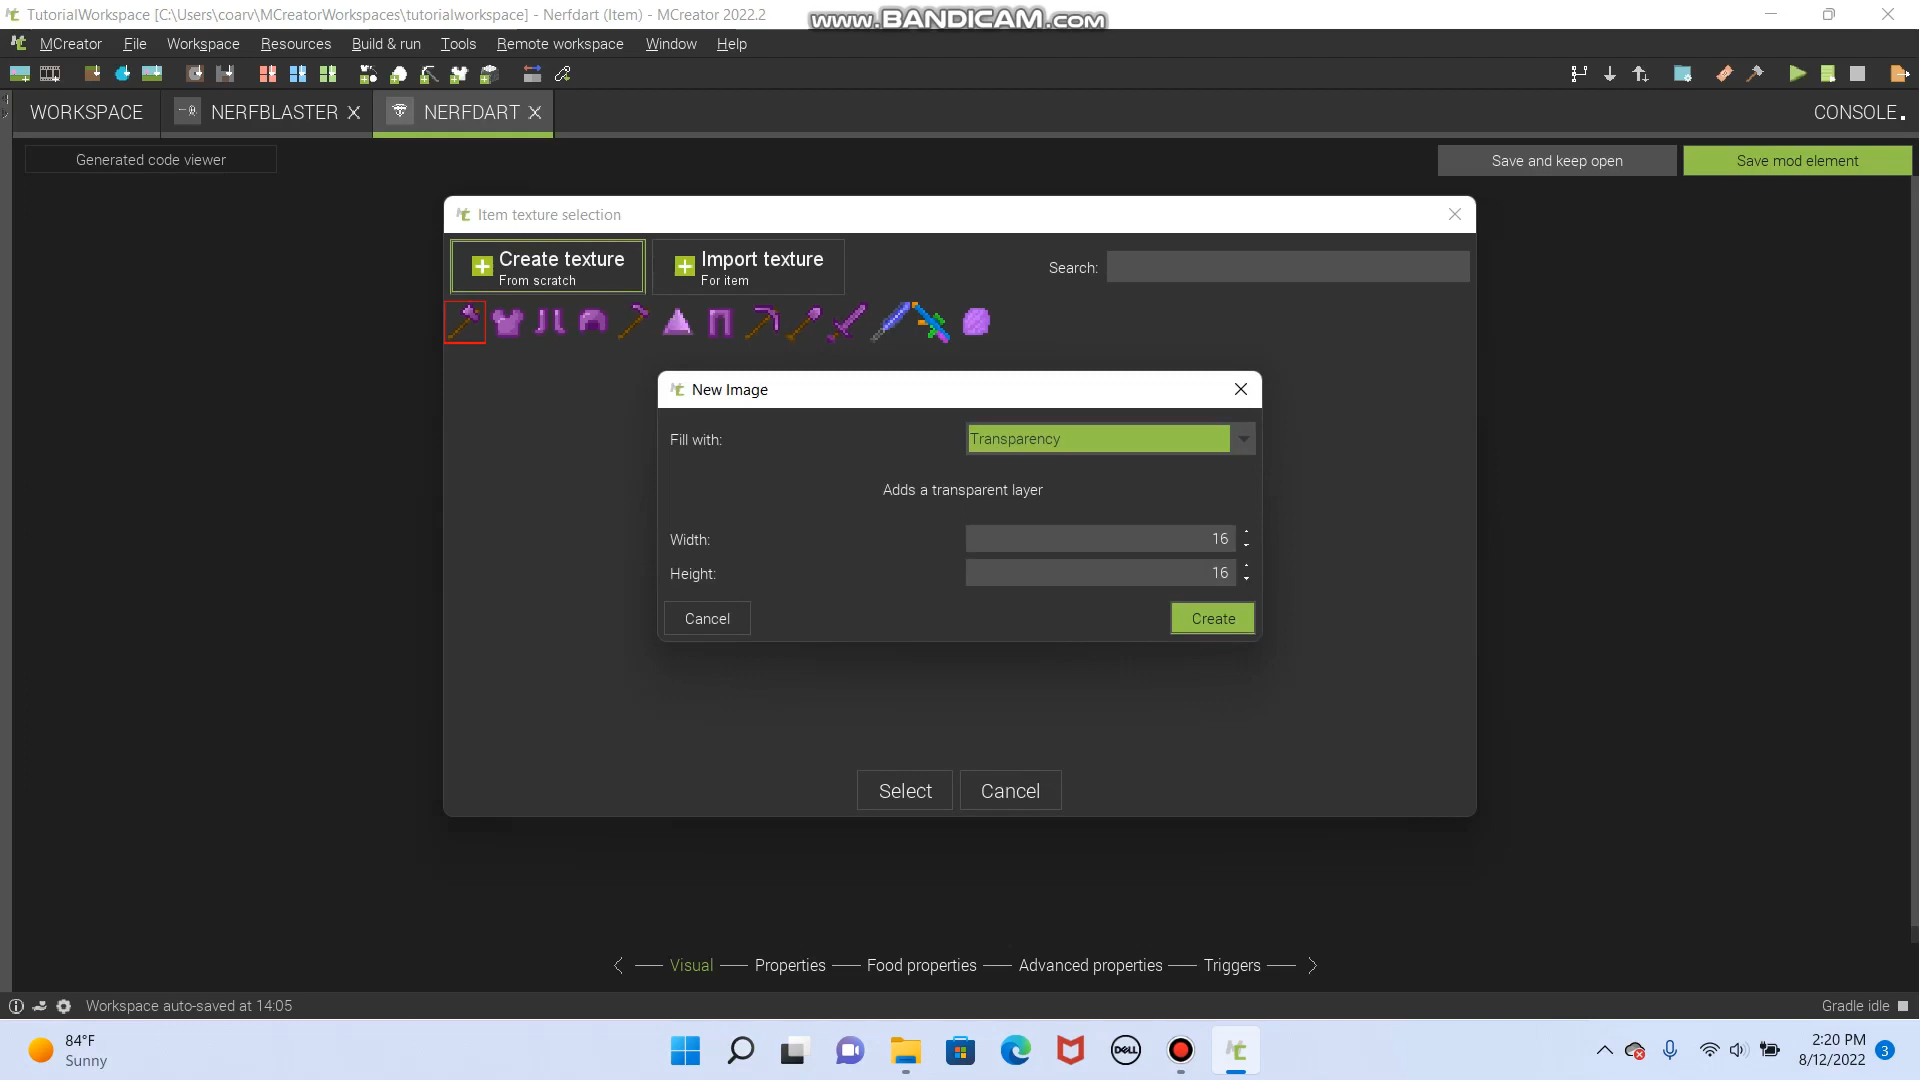 TutorialWorkspace [C:\Users\coarv\MCreatorWorkspaces\tutorialworkspace] - Nerfdart (Item) - MCreator 2022.2
www.BANDICAM.com
MCreator File Workspace Resources Build & run Tools Remote workspace Window Help
WORKSPACE NERFBLASTER NERFDART CONSOLE
Generated code viewer Save and keep open Save mod element
Item texture selection
Create texture
From scratch
Import texture
For item
Search:
New Image
Fill with: Transparency
Adds a transparent layer
Width: 16
Height: 16
Cancel Create
Select Cancel
Visual Properties Food properties Advanced properties Triggers
Workspace auto-saved at 14:05 Gradle idle
84°F
Sunny
DELL
2:20 PM
8/12/2022
3